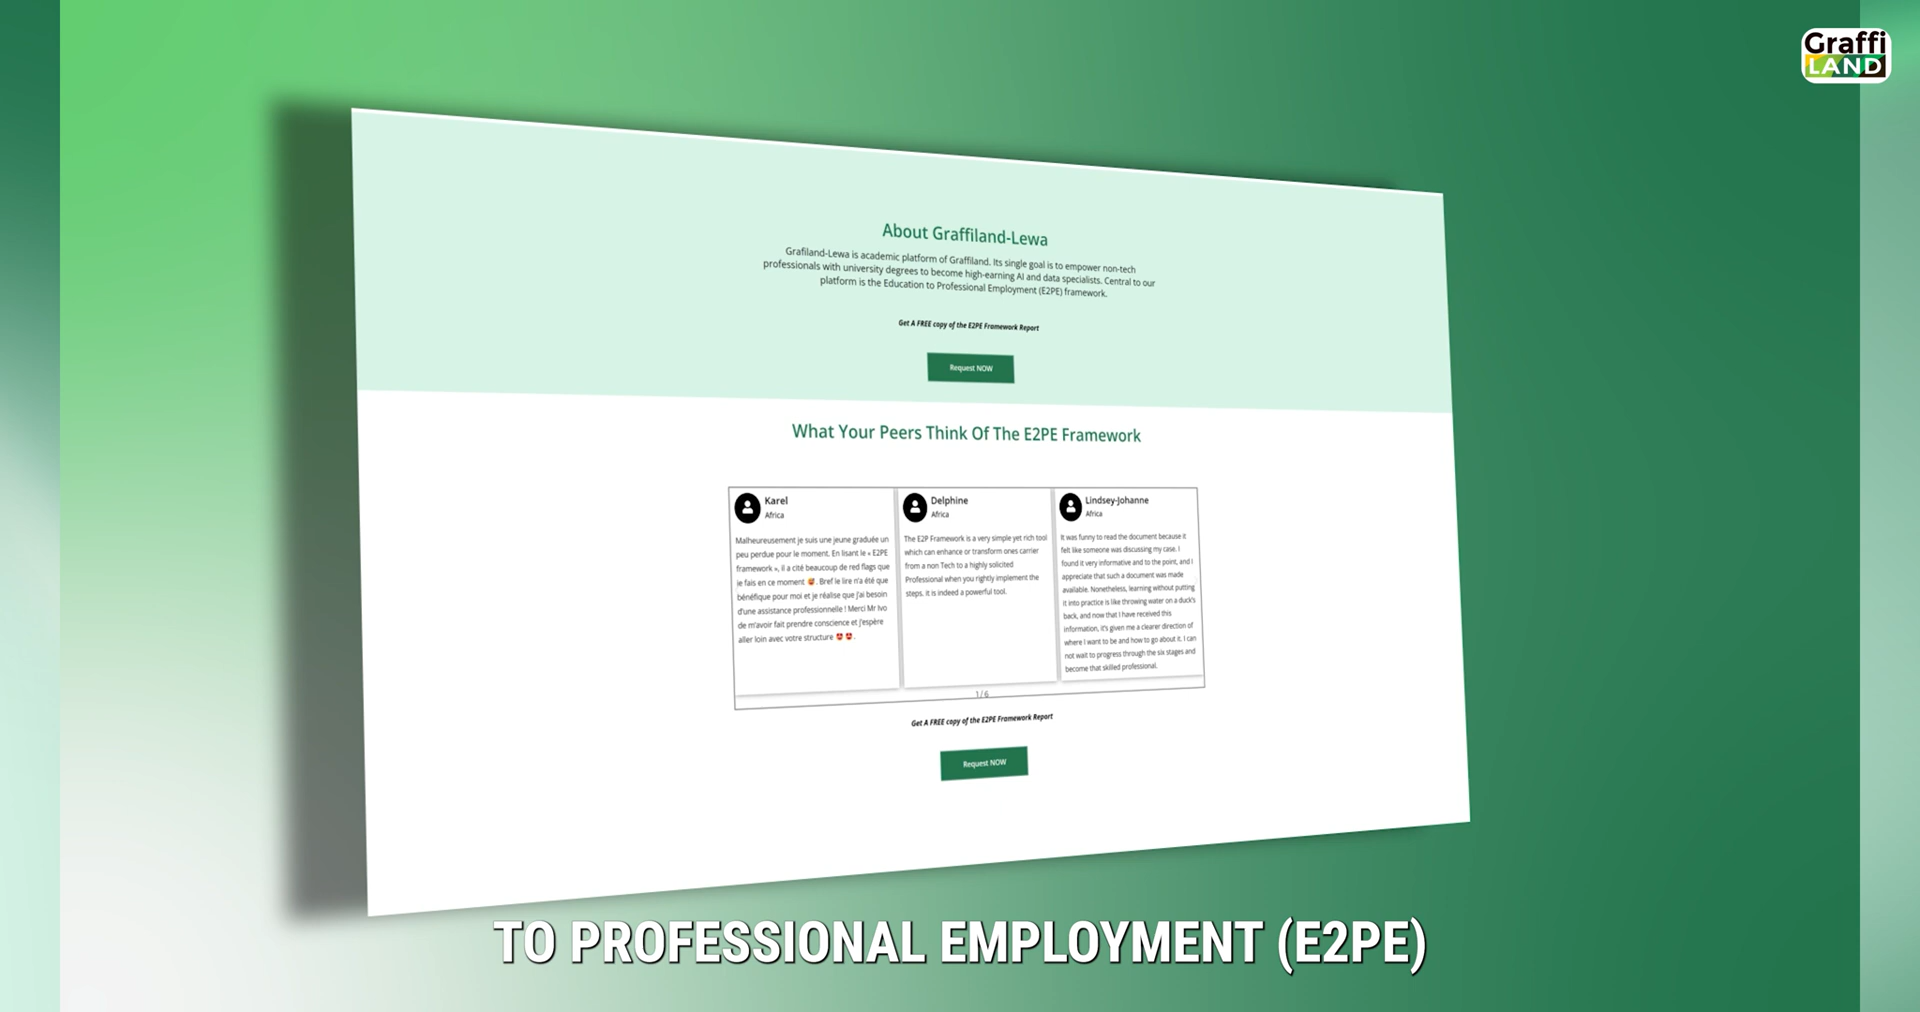 Graffi
LAND
About Graffiland-Lewa
Grafiland-Lewa is academic platform of Graffiland. Its single goal is to empower non-tech
professionals with university degrees to become high-earning AI and data specialists. Central to our
platform is the Education to Professional Employment (E2PE) framework.
Get A FREE copy of the E2PE Framework Report
Request NOW
What Your Peers Think Of The E2PE Framework
Karel
Africa
Malheureusement je suis une jeune graduée un
peu perdue pour le moment. En lisant le « E2PE
framework », il a cité beaucoup de red flags que
je fais en ce moment 😅. Bref le lire n'a été que
bénéfique pour moi et je réalise que j'ai besoin
d'une assistance professionnelle ! Merci Mr Ivo
de m'avoir fait prendre conscience et j'espère
aller loin avec votre structure 😍 😍.
Delphine
Africa
The E2P Framework is a very simple yet rich tool
which can enhance or transform ones carrier
from a non Tech to a highly solicited
Professional when you rightly implement the
steps. it is indeed a powerful tool.
Lindsey-Johanne
Africa
It was funny to read the document because it
felt like someone was discussing my case. I
found it very informative and to the point, and I
appreciate that such a document was made
available. Nonetheless, learning without putting
it into practice is like throwing water on a duck's
back, and now that I have received this
information, it's given me a clearer direction of
where I want to be and how to go about it. I can
not wait to progress through the six stages and
become that skilled professional.
1/6
Get A FREE copy of the E2PE Framework Report
Request NOW
TO PROFESSIONAL EMPLOYMENT (E2PE)